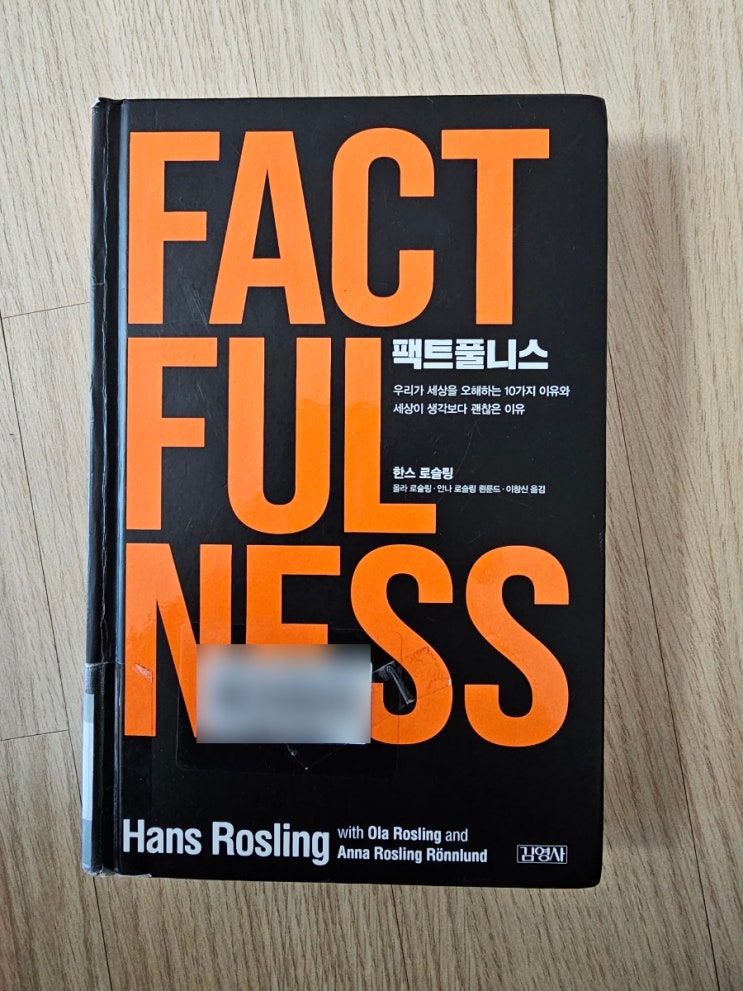 FACT
FUL
팩트풀니스
우리가 세상을 오해하는 10가지 이유와
세상이 생각보다 괜찮은 이유
한스 로슬링
올라 로슬링·안나 로슬링 뢴룬드·이창신 옮김
NESS
Hans Rosling
with Ola Rosling and
Anna Rosling Rönnlund
김영사